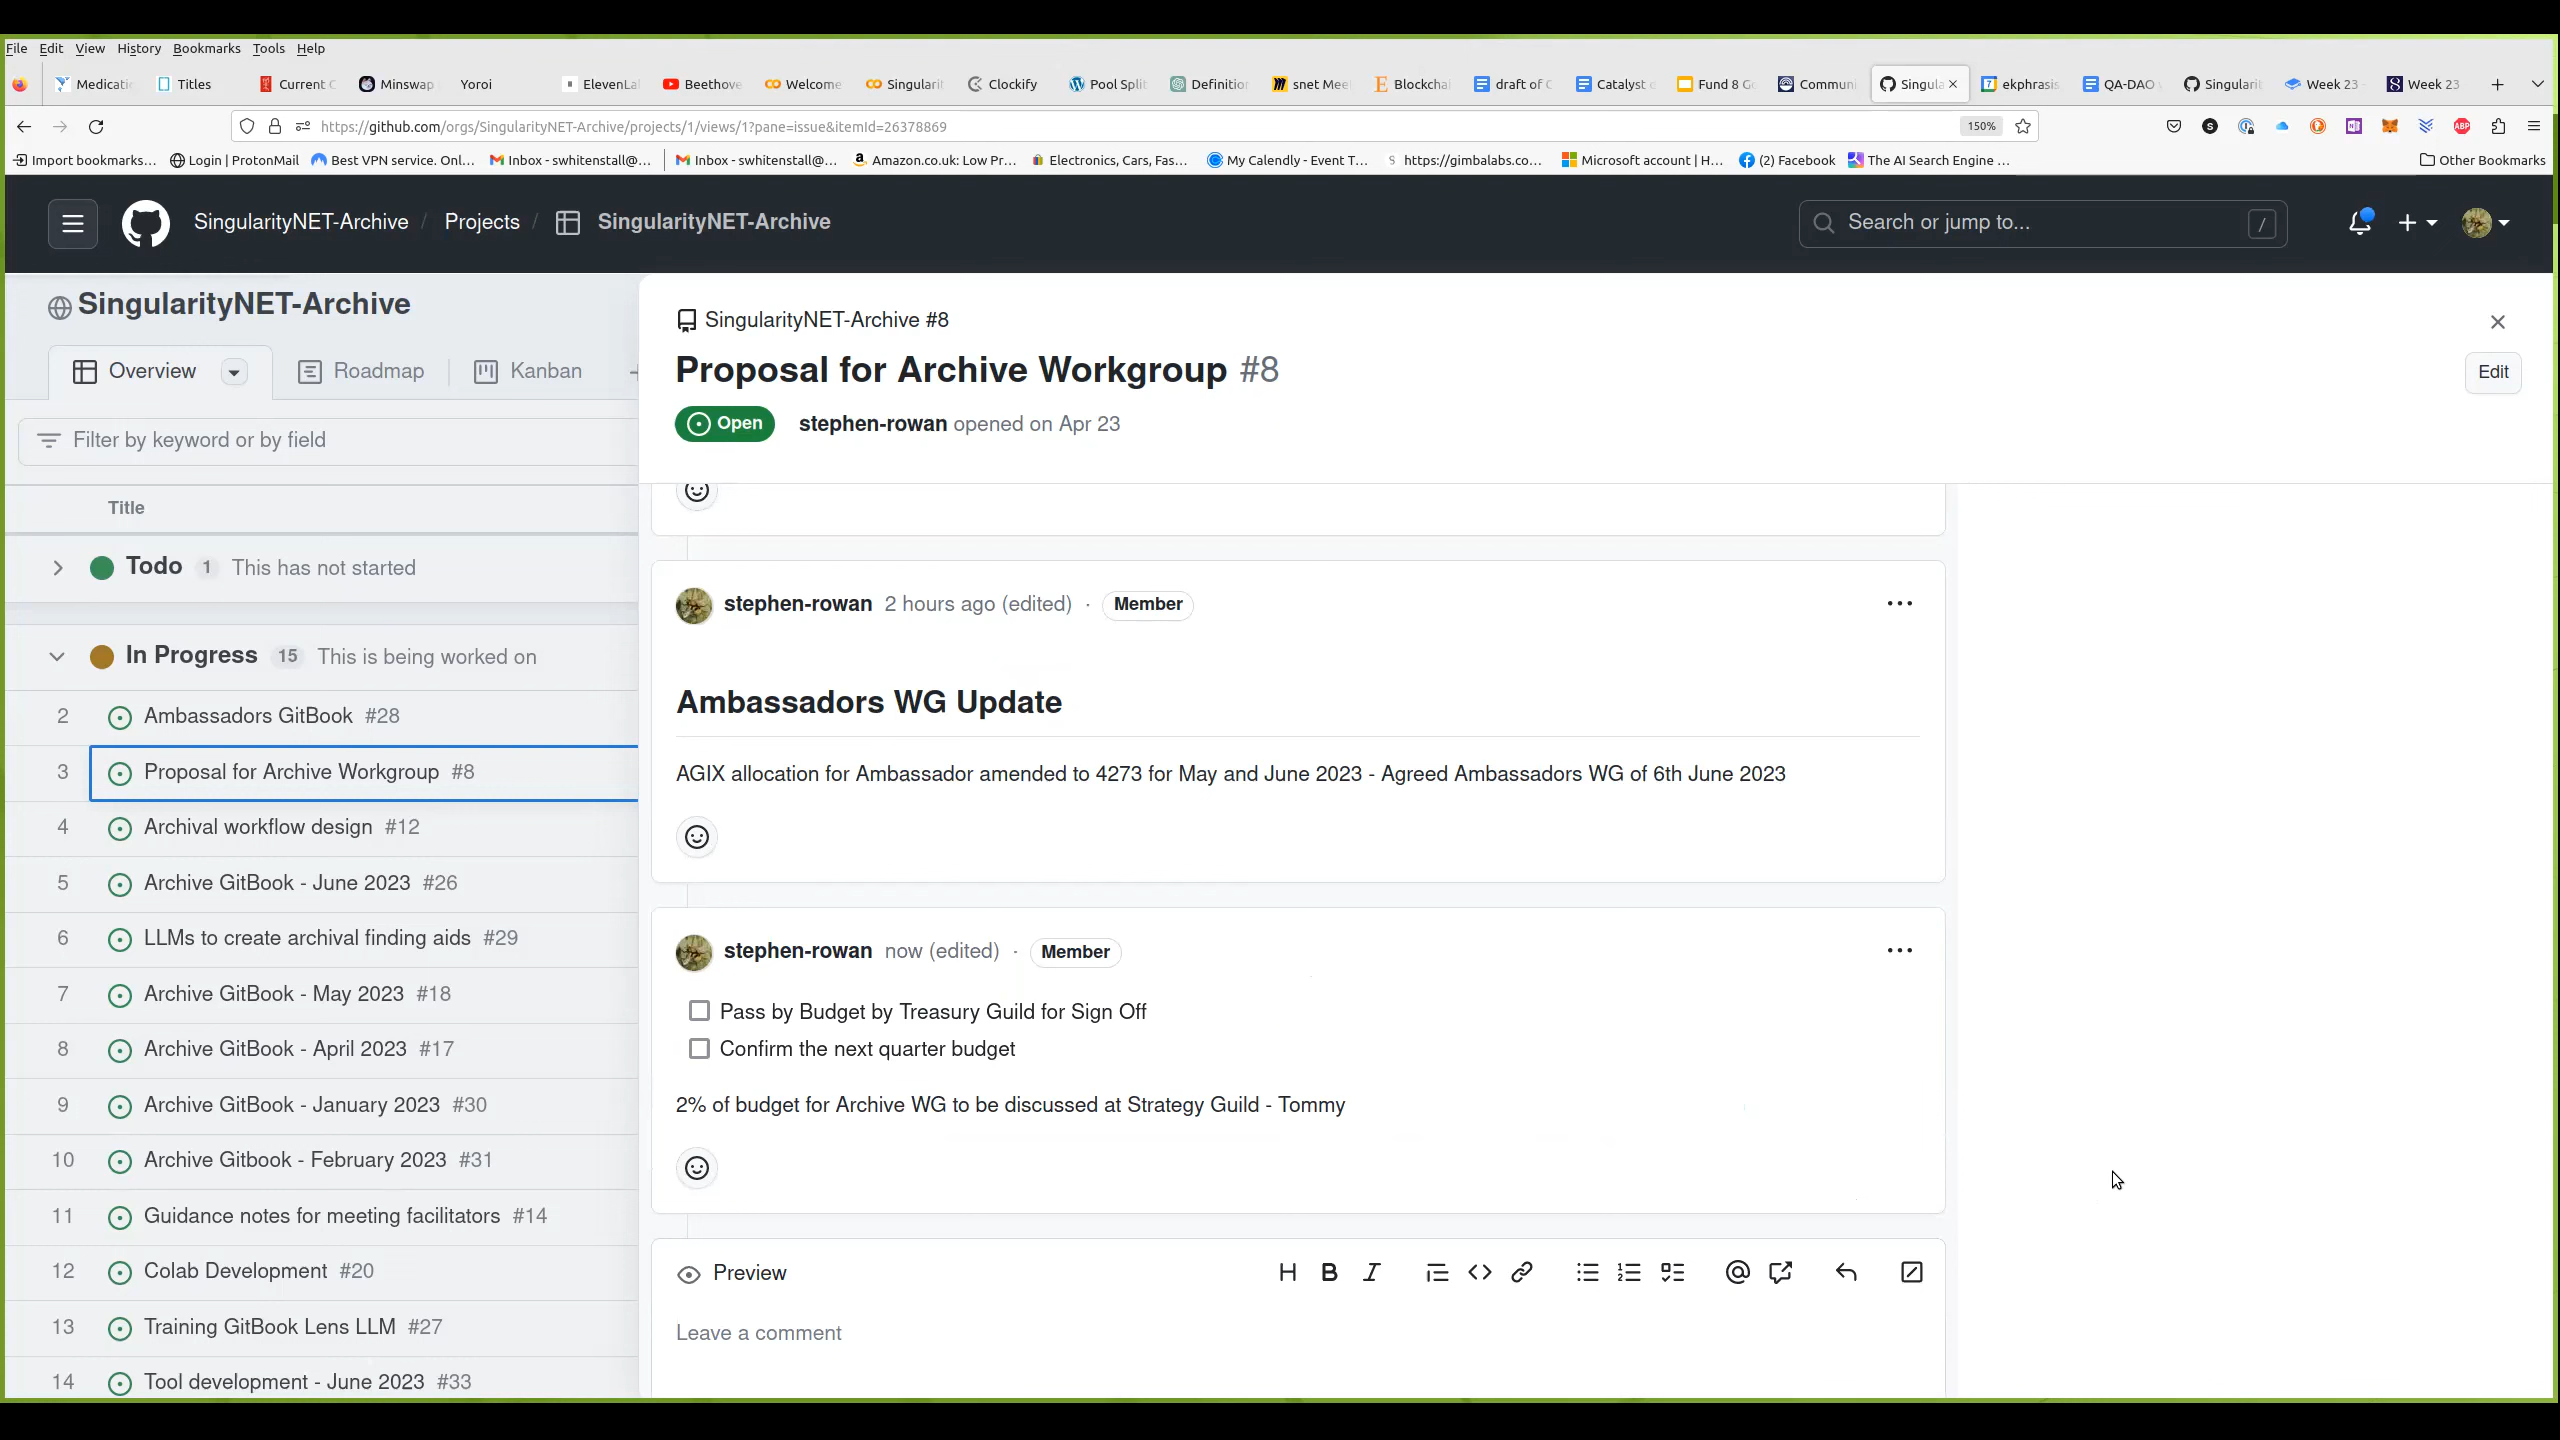 File Edit View History Bookmarks Tools Help
Medicati Titles Current C Minswap Yoroi ElevenLa Beethove Welcome Singularit Clockify Pool Split Definition snet Mee Blockchai draft of C Catalyst Fund 8 Go Communi Singula ekphrasis QA-DAO Singularit Week 23 Week 23
https://github.com/orgs/SingularityNET-Archive/projects/1/views/1?pane=issue&itemId=26378869 150%
Import bookmarks... Login | ProtonMail Best VPN service. Onl... Inbox - swhitenstall@... Inbox - swhitenstall@... Amazon.co.uk: Low Pr... Electronics, Cars, Fas... My Calendly - Event T... https://gimbalabs.co... Microsoft account | H... (2) Facebook The AI Search Engine ... Other Bookmarks
SingularityNET-Archive / Projects / SingularityNET-Archive Search or jump to... /
SingularityNET-Archive
Overview Roadmap Kanban
Filter by keyword or by field
Title
Todo 1 This has not started
In Progress 15 This is being worked on
2 Ambassadors GitBook #28
3 Proposal for Archive Workgroup #8
4 Archival workflow design #12
5 Archive GitBook - June 2023 #26
6 LLMs to create archival finding aids #29
7 Archive GitBook - May 2023 #18
8 Archive GitBook - April 2023 #17
9 Archive GitBook - January 2023 #30
10 Archive Gitbook - February 2023 #31
11 Guidance notes for meeting facilitators #14
12 Colab Development #20
13 Training GitBook Lens LLM #27
14 Tool development - June 2023 #33
SingularityNET-Archive #8
Proposal for Archive Workgroup #8
Edit
Open stephen-rowan opened on Apr 23
stephen-rowan 2 hours ago (edited) · Member
Ambassadors WG Update
AGIX allocation for Ambassador amended to 4273 for May and June 2023 - Agreed Ambassadors WG of 6th June 2023
stephen-rowan now (edited) · Member
Pass by Budget by Treasury Guild for Sign Off
Confirm the next quarter budget
2% of budget for Archive WG to be discussed at Strategy Guild - Tommy
Preview
Leave a comment